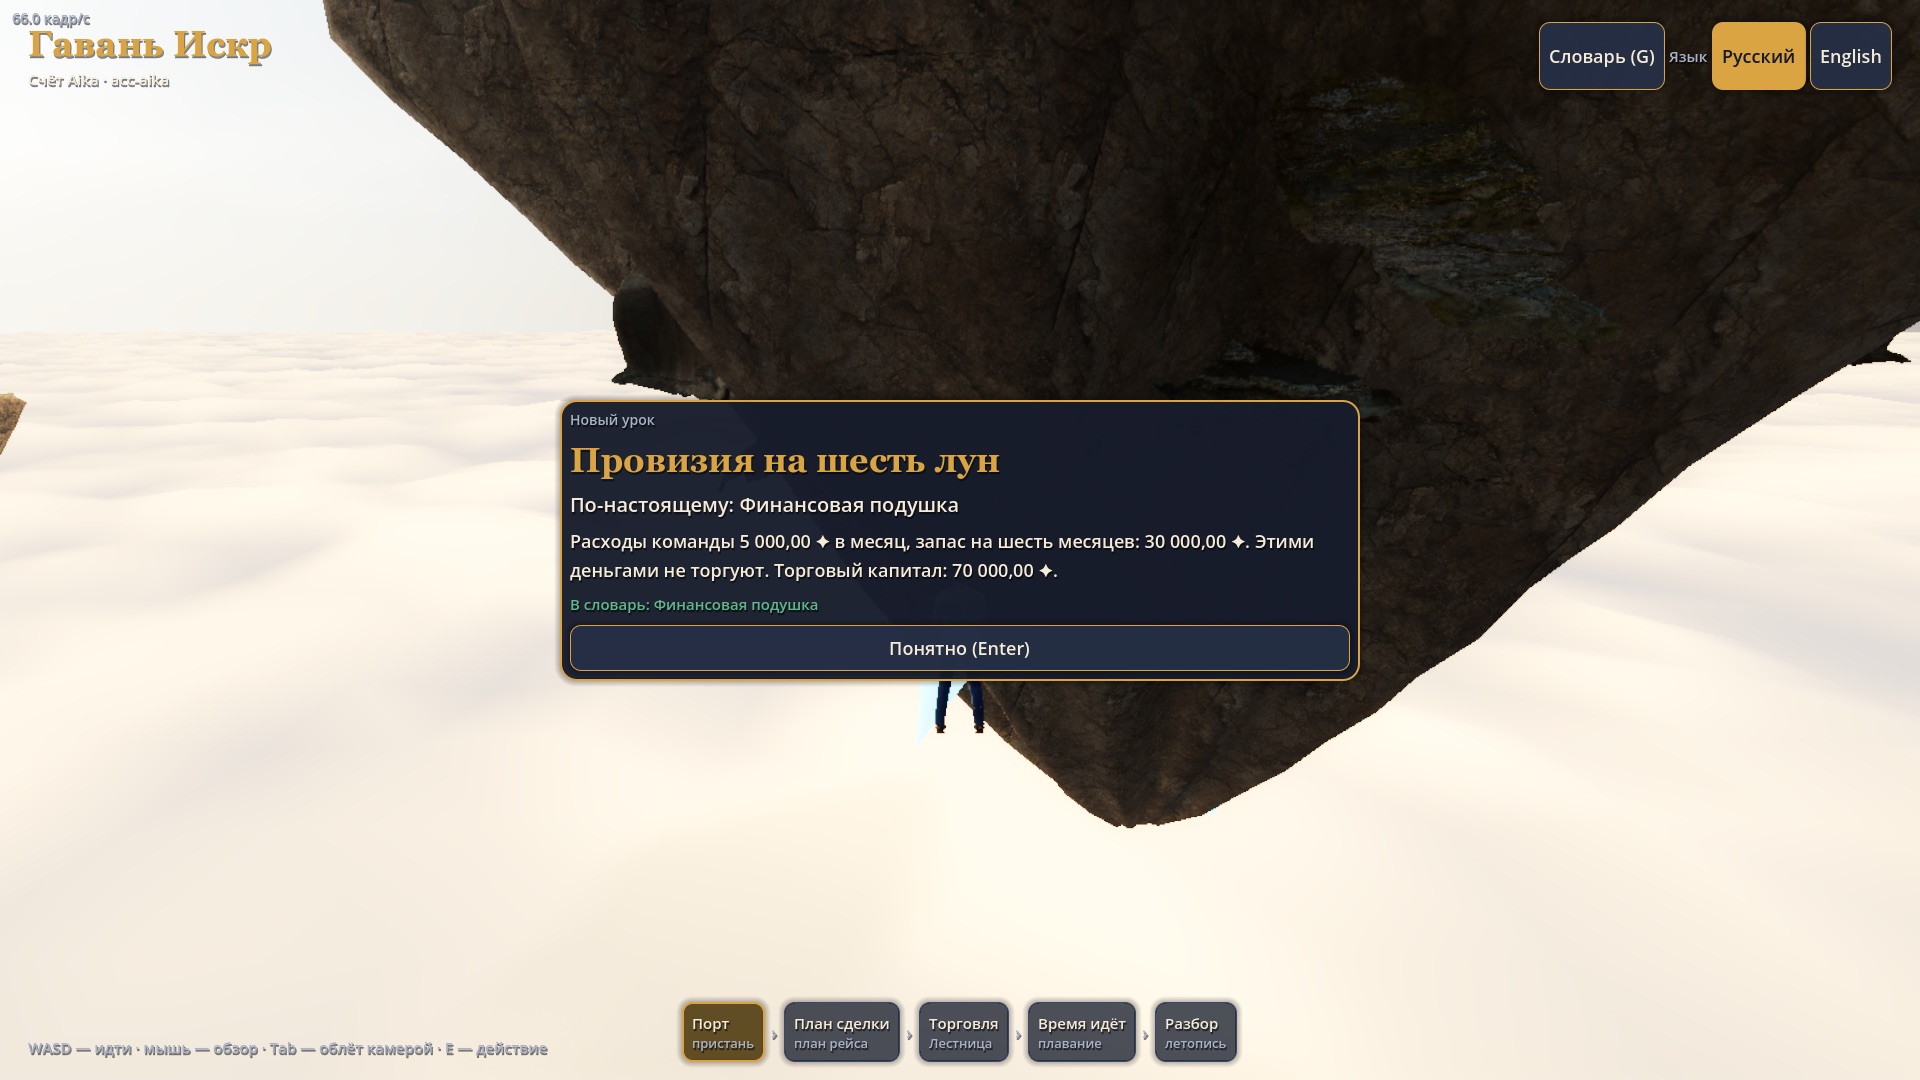 66.0 кадр/с
Гавань Искр
Счёт Aika · acc-aika
Словарь (G)
Язык
Русский
English
Новый урок
Провизия на шесть лун
По-настоящему: Финансовая подушка
Расходы команды 5 000,00 ✦ в месяц, запас на шесть месяцев: 30 000,00 ✦. Этими
деньгами не торгуют. Торговый капитал: 70 000,00 ✦.
В словарь: Финансовая подушка
Понятно (Enter)
Порт
пристань
›
План сделки
план рейса
›
Торговля
Лестница
›
Время идёт
плавание
›
Разбор
летопись
WASD — идти · мышь — обзор · Tab — облёт камерой · E — действие